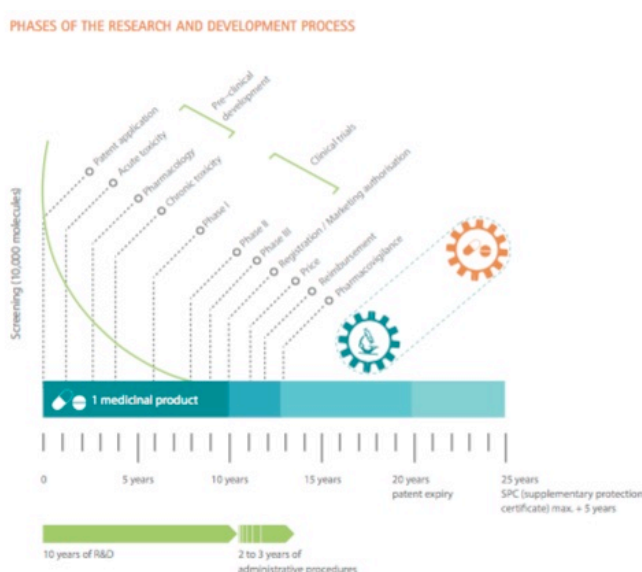 PHASES OF THE RESEARCH AND DEVELOPMENT PROCESS
Pre-clinical
development
Clinical trials
Patent application
Acute toxicity
Pharmacology
Chronic toxicity
Phase I
Phase II
Phase III
Registration / Marketing authorisation
Price
Reimbursement
Pharmacovigilance
Screening (10,000 molecules)
1 medicinal product
0
5 years
10 years
15 years
20 years
patent expiry
25 years
SPC (supplementary protection
certificate) max. + 5 years
10 years of R&D
2 to 3 years of
administrative procedures